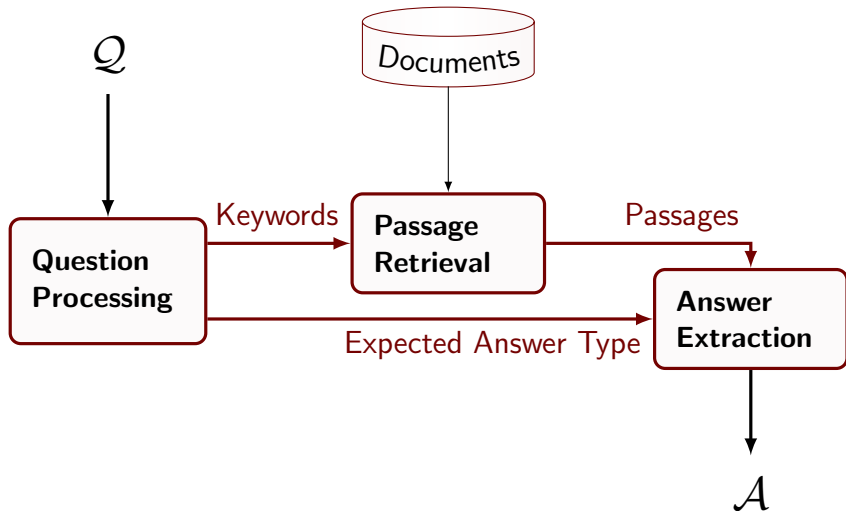 𝒬
Documents
Keywords
Passages
Question
Processing
Passage
Retrieval
Expected Answer Type
Answer
Extraction
𝒜